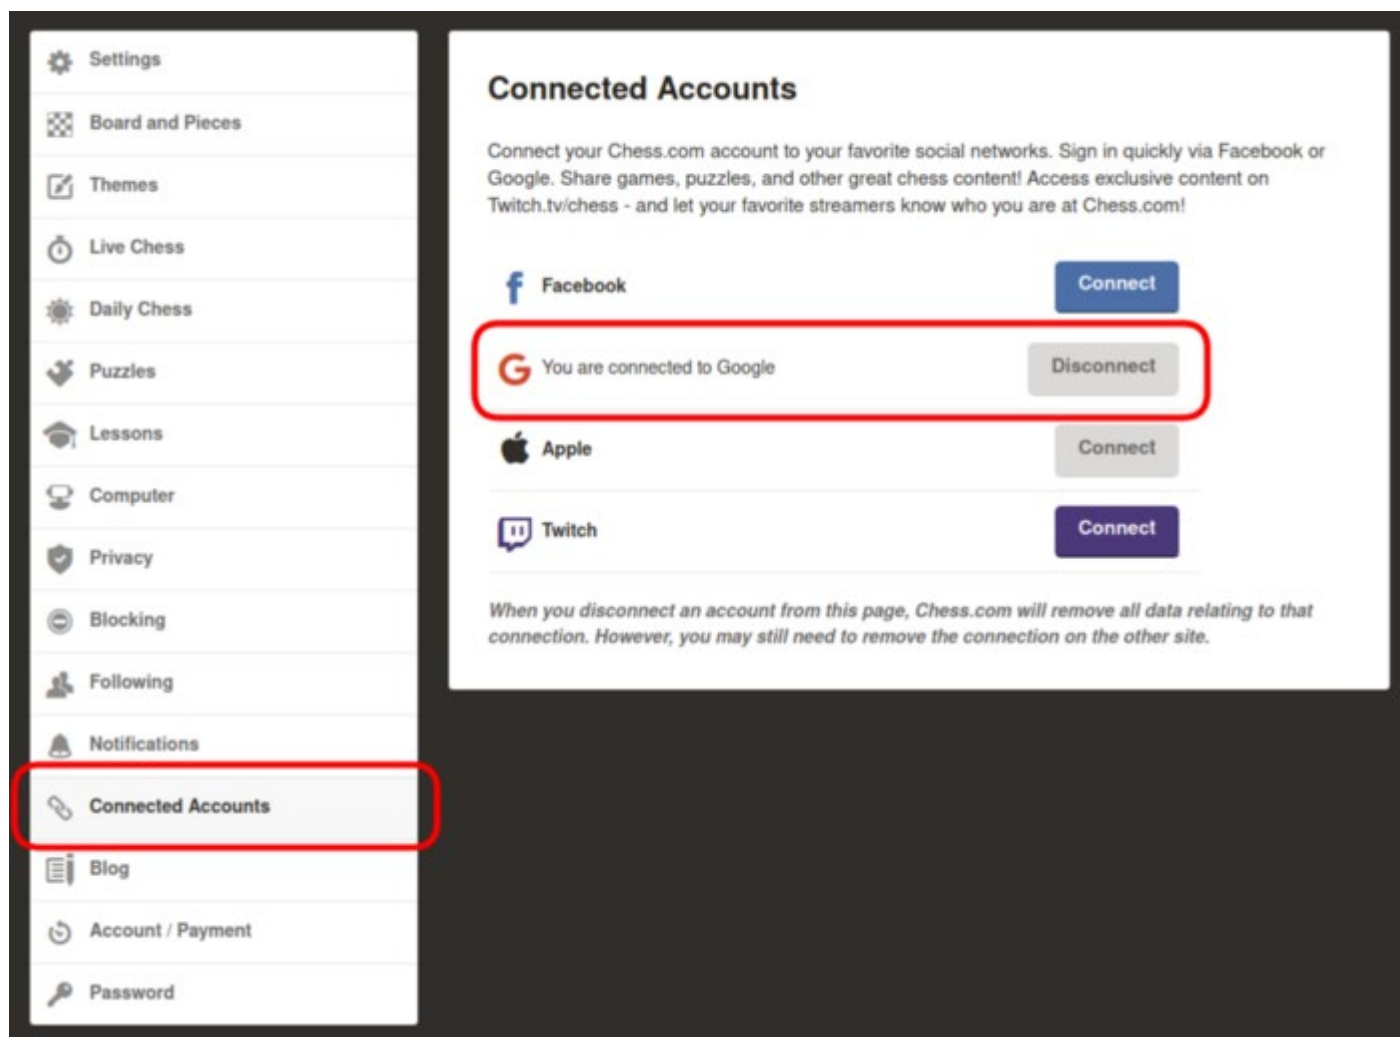 Settings
Board and Pieces
Themes
Live Chess
Daily Chess
Puzzles
Lessons
Computer
Privacy
Blocking
Following
Notifications
Connected Accounts
Blog
Account / Payment
Password
Connected Accounts
Connect your Chess.com account to your favorite social networks. Sign in quickly via Facebook or
Google. Share games, puzzles, and other great chess content! Access exclusive content on
Twitch.tv/chess - and let your favorite streamers know who you are at Chess.com!
Facebook Connect
You are connected to Google Disconnect
Apple Connect
Twitch Connect
When you disconnect an account from this page, Chess.com will remove all data relating to that
connection. However, you may still need to remove the connection on the other site.